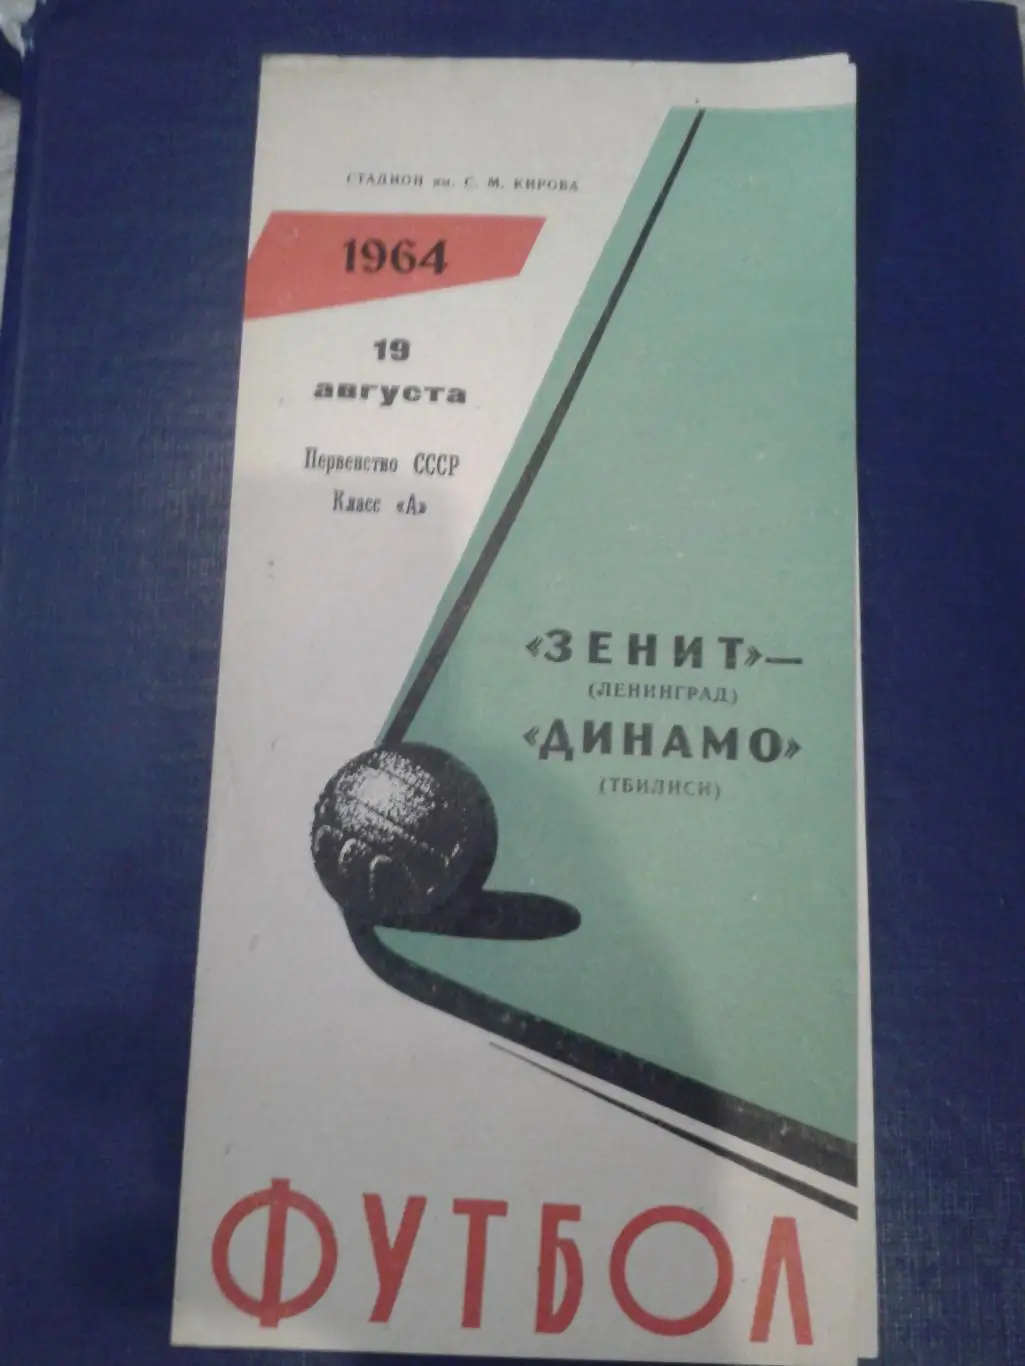 СТАДИОН им. С. М. КИРОВА
1964
19
августа
Первенство СССР
Класс «А»
«ЗЕНИТ»—
(ЛЕНИНГРАД)
«ДИНАМО»
(ТБИЛИСИ)
ФУТБОЛ